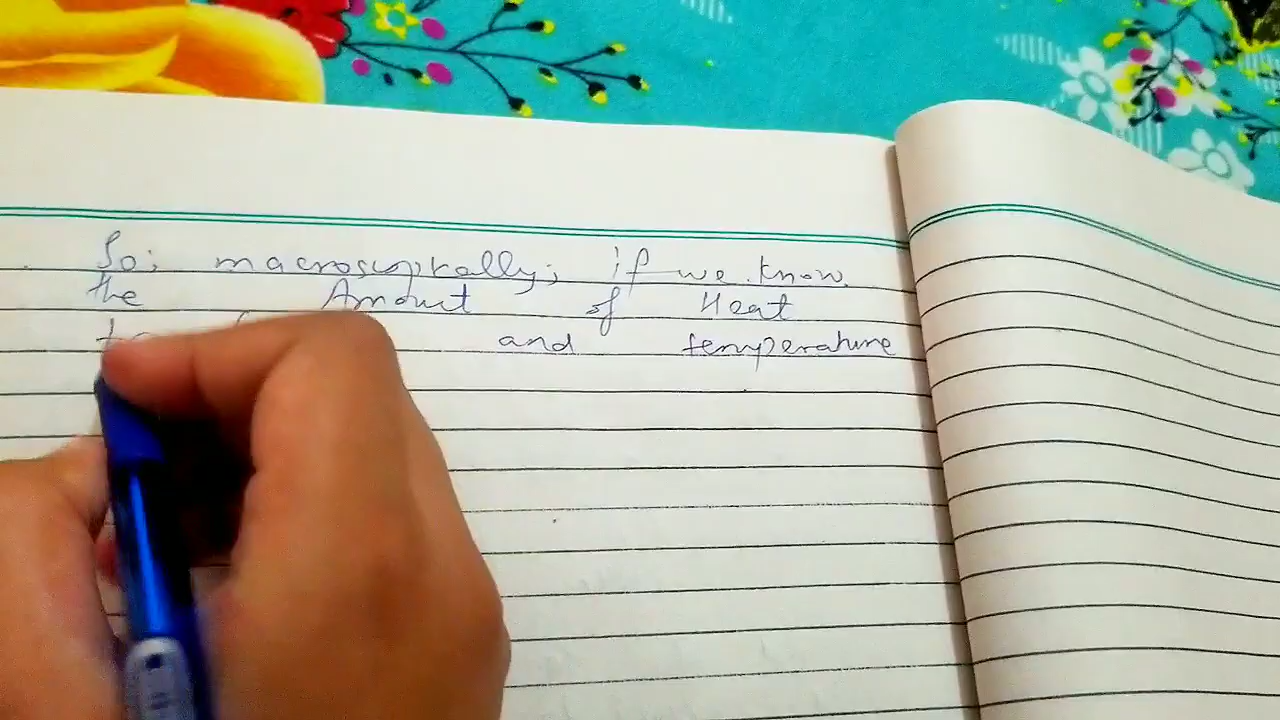 So; macroscopically; if we know
the Amount of Heat
and temperature